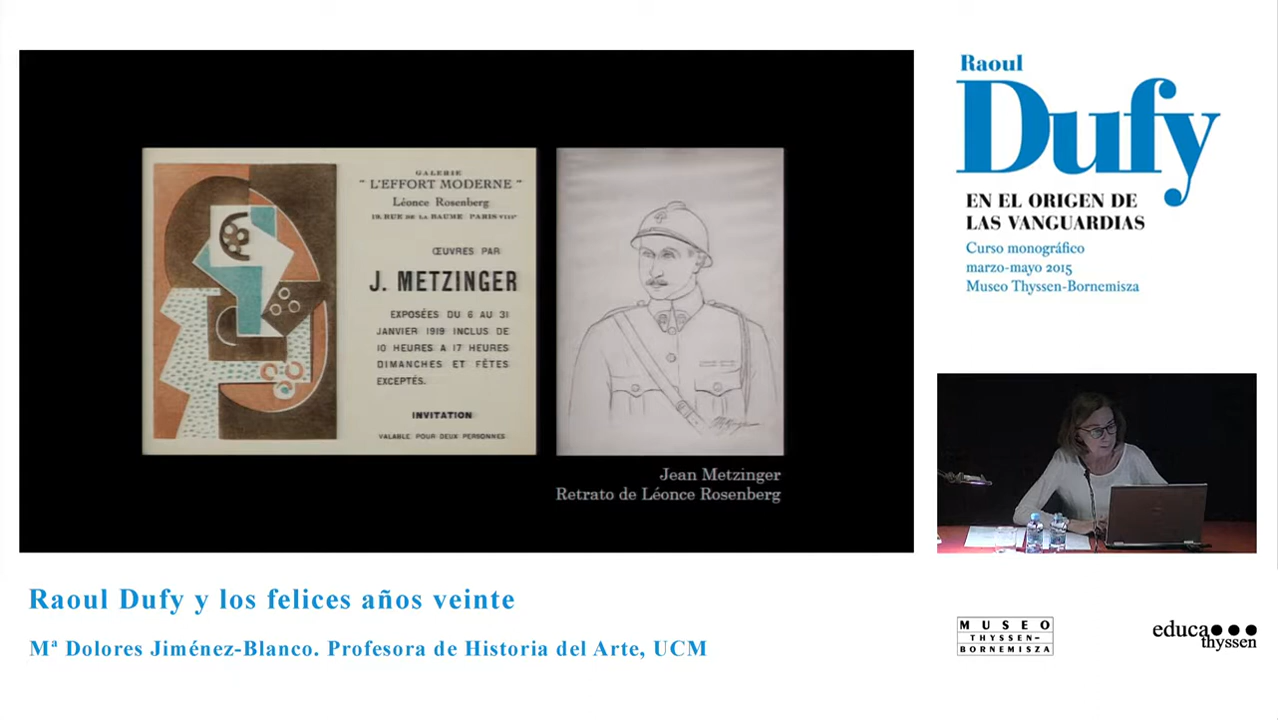 GALERIE
"L'EFFORT MODERNE"
Léonce Rosenberg
19, RUE DE LA BAUME PARIS VIIIe
ŒUVRES PAR
J. METZINGER
EXPOSÉES DU 6 AU 31
JANVIER 1919 INCLUS DE
10 HEURES A 17 HEURES
DIMANCHES ET FÊTES
EXCEPTÉS.
INVITATION
VALABLE POUR DEUX PERSONNES
Jean Metzinger
Retrato de Léonce Rosenberg
Raoul
Dufy
EN EL ORIGEN DE
LAS VANGUARDIAS
Curso monográfico
marzo-mayo 2015
Museo Thyssen-Bornemisza
Raoul Dufy y los felices años veinte
Mª Dolores Jiménez-Blanco. Profesora de Historia del Arte, UCM
MUSEO
THYSSEN-
BORNEMISZA
educa
thyssen